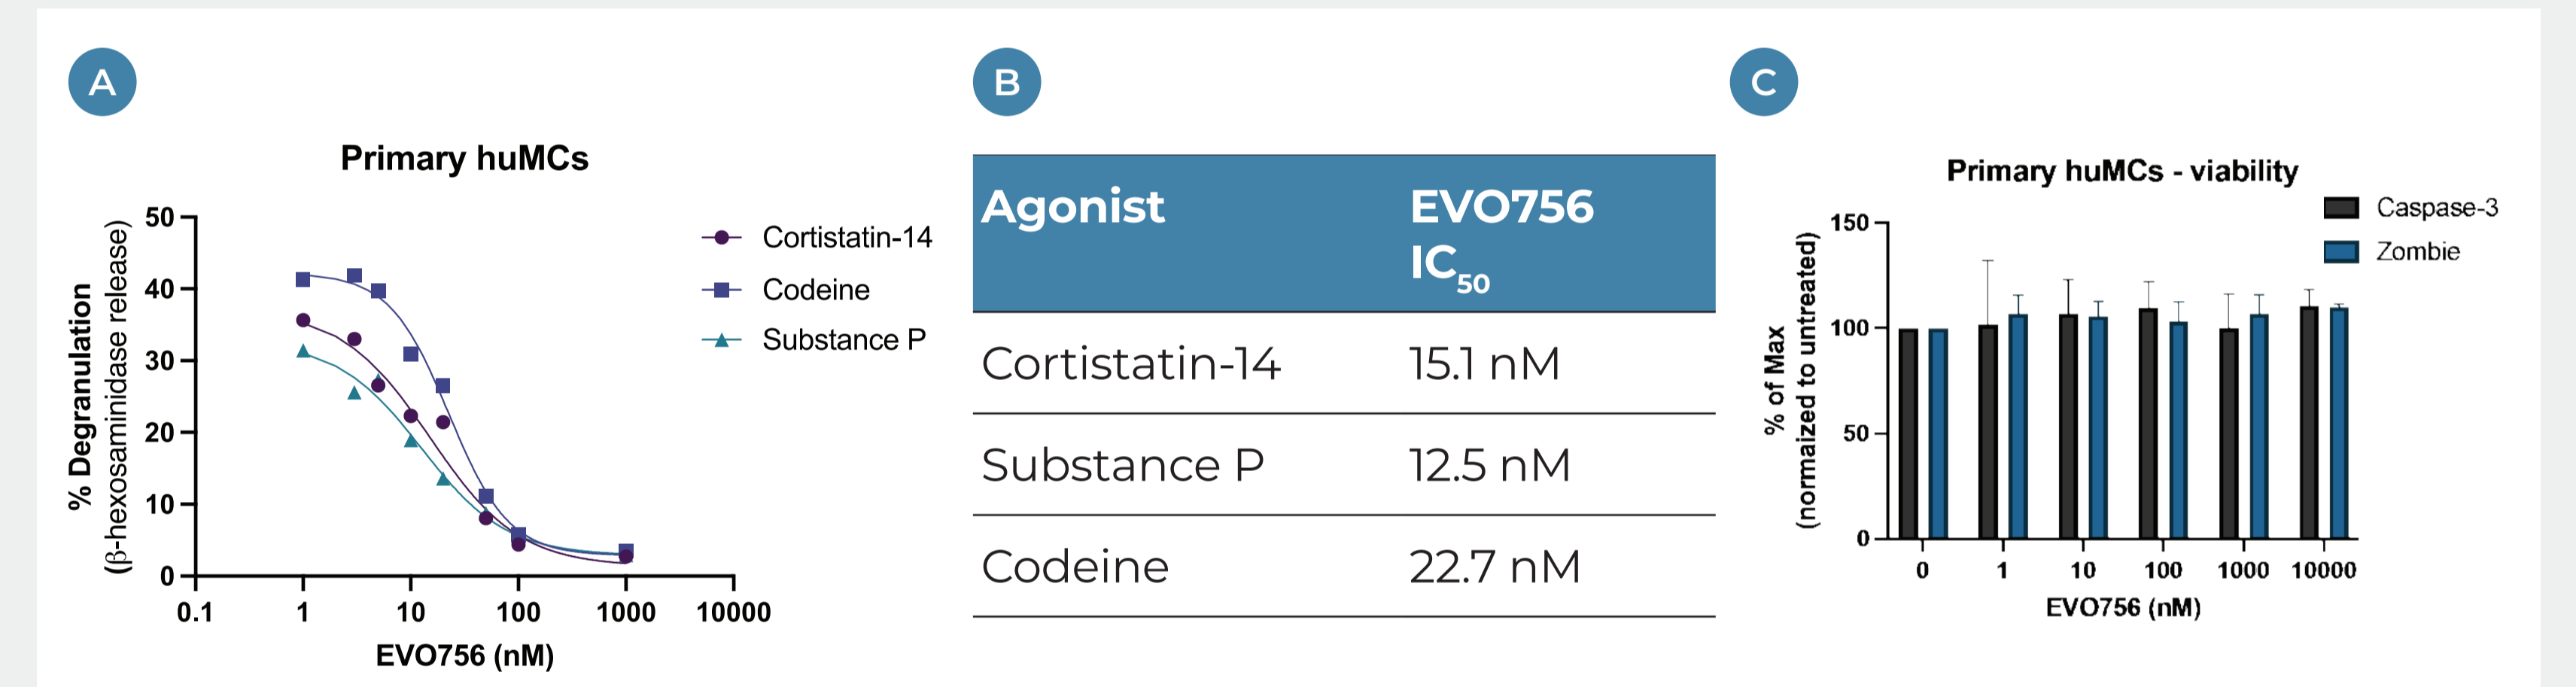 A
Primary huMCs
% Degranulation
(β-hexosaminidase release)
50
40
30
20
10
0
0.1 1 10 100 1000 10000
EVO756 (nM)
Cortistatin-14
Codeine
Substance P
B
Agonist EVO756
IC50
Cortistatin-14 15.1 nM
Substance P 12.5 nM
Codeine 22.7 nM
C
Primary huMCs - viability
% of Max
(normaized to untreated)
150
100
50
0
0 1 10 100 1000 10000
EVO756 (nM)
Caspase-3
Zombie